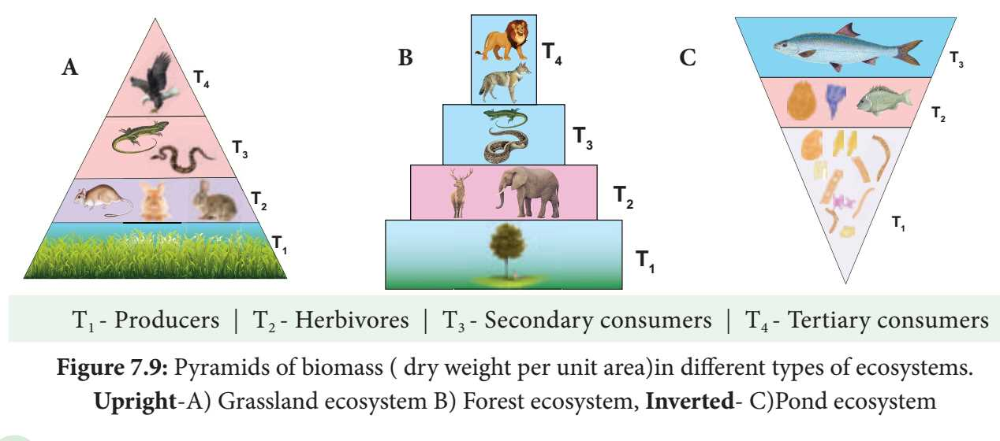 A
T₄
T₃
T₂
T₁
B
T₄
T₃
T₂
T₁
C
T₃
T₂
T₁
T₁ - Producers | T₂ - Herbivores | T₃ - Secondary consumers | T₄ - Tertiary consumers
Figure 7.9: Pyramids of biomass ( dry weight per unit area)in different types of ecosystems.
Upright-A) Grassland ecosystem B) Forest ecosystem, Inverted- C)Pond ecosystem